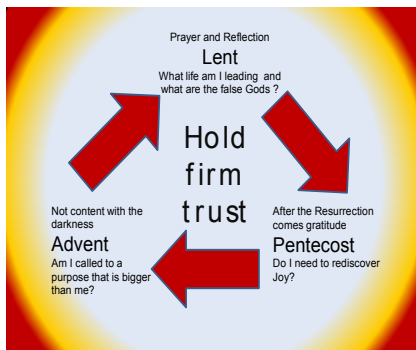 Prayer and Reflection
Lent
What life am I leading and
what are the false Gods ?
Hold
firm
trust
Not content with the
darkness
Advent
Am I called to a
purpose that is bigger
than me?
After the Resurrection
comes gratitude
Pentecost
Do I need to rediscover
Joy?